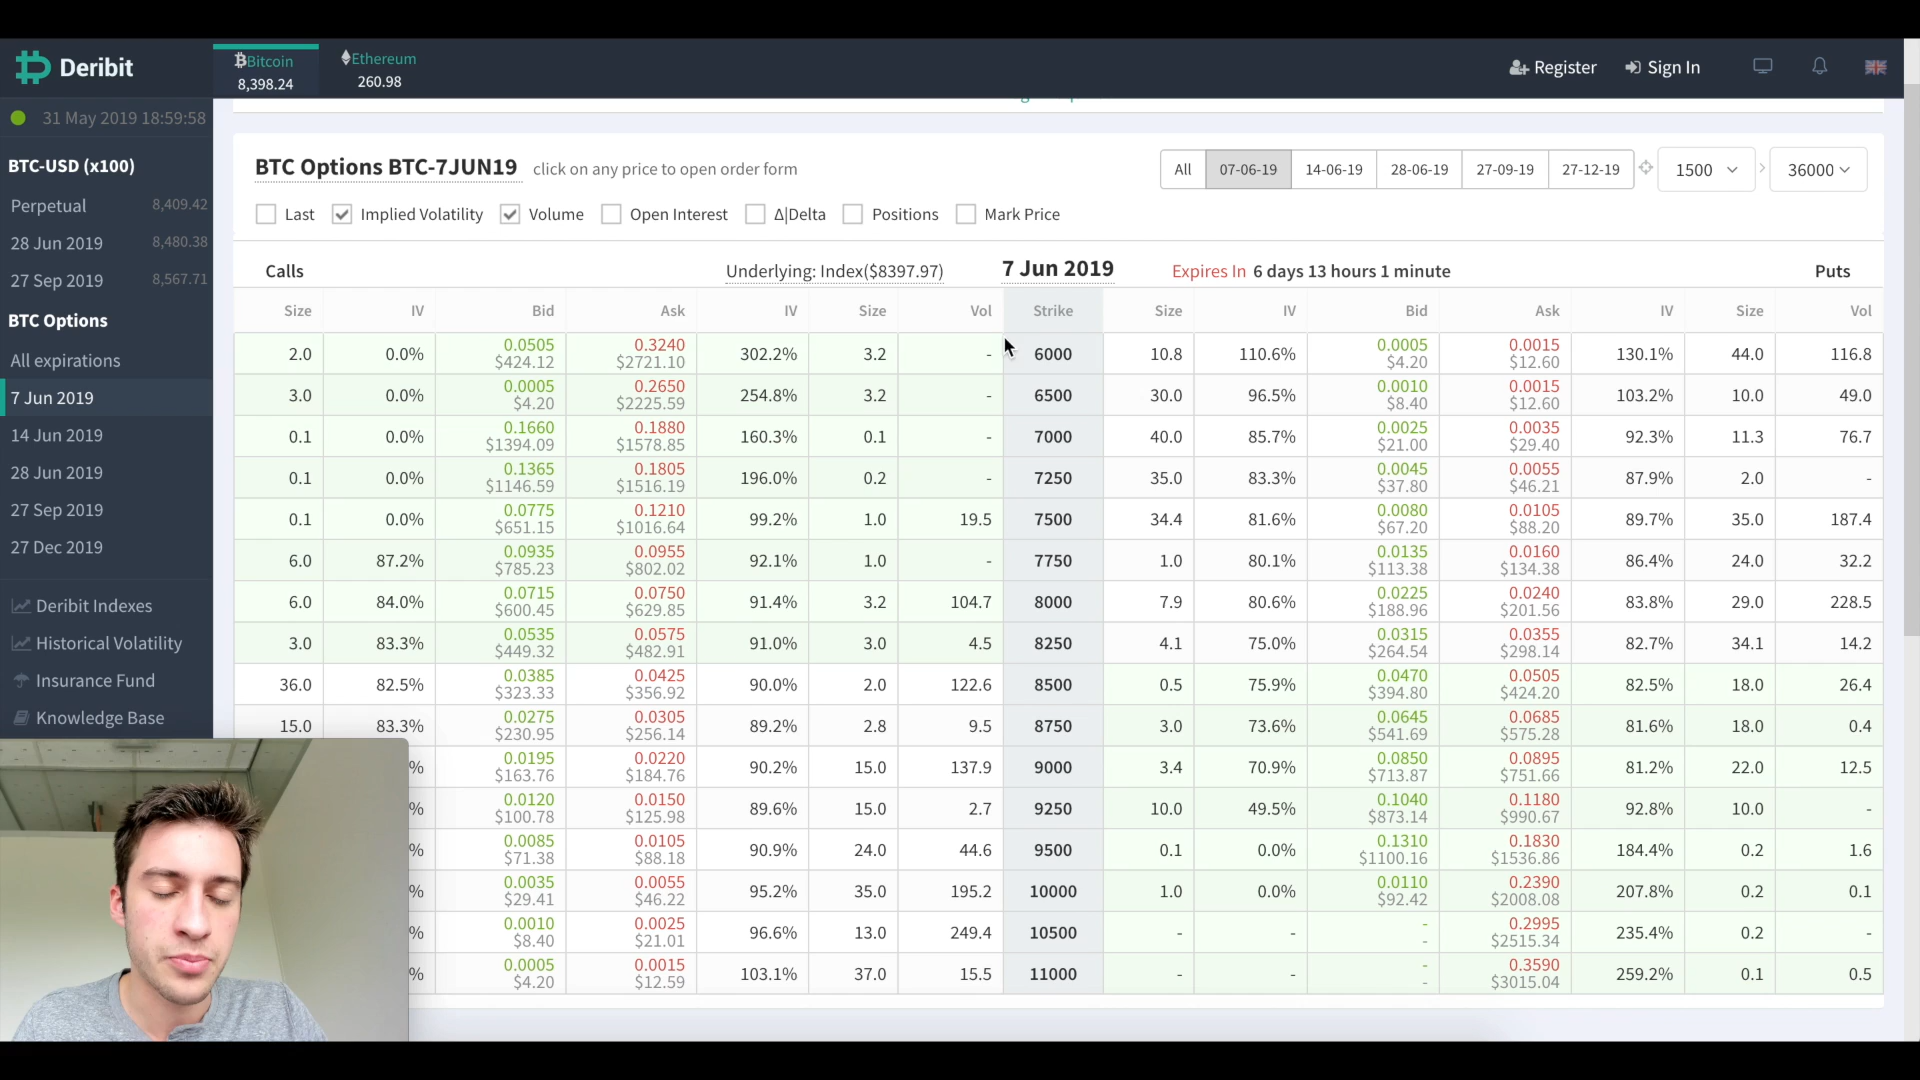 Deribit
Bitcoin
8,398.24
Ethereum
260.98
Register
Sign In
31 May 2019 18:59:58
BTC-USD (x100)
Perpetual 8,409.42
28 Jun 2019 8,480.38
27 Sep 2019 8,567.71
BTC Options
All expirations
7 Jun 2019
14 Jun 2019
28 Jun 2019
27 Sep 2019
27 Dec 2019
Deribit Indexes
Historical Volatility
Insurance Fund
Knowledge Base
BTC Options BTC-7JUN19 click on any price to open order form
All 07-06-19 14-06-19 28-06-19 27-09-19 27-12-19 1500 36000
Last Implied Volatility Volume Open Interest Δ|Delta Positions Mark Price
Calls Underlying: Index($8397.97) 7 Jun 2019 Expires In 6 days 13 hours 1 minute Puts
Size IV Bid Ask IV Size Vol Strike Size IV Bid Ask IV Size Vol
2.0 0.0% 0.0505 0.3240 302.2% 3.2 - 6000 10.8 110.6% 0.0005 0.0015 130.1% 44.0 116.8
$424.12 $2721.10 $4.20 $12.60
3.0 0.0% 0.0005 0.2650 254.8% 3.2 - 6500 30.0 96.5% 0.0010 0.0015 103.2% 10.0 49.0
$4.20 $2225.59 $8.40 $12.60
0.1 0.0% 0.1660 0.1880 160.3% 0.1 - 7000 40.0 85.7% 0.0025 0.0035 92.3% 11.3 76.7
$1394.09 $1578.85 $21.00 $29.40
0.1 0.0% 0.1365 0.1805 196.0% 0.2 - 7250 35.0 83.3% 0.0045 0.0055 87.9% 2.0 -
$1146.59 $1516.19 $37.80 $46.21
0.1 0.0% 0.0775 0.1210 99.2% 1.0 19.5 7500 34.4 81.6% 0.0080 0.0105 89.7% 35.0 187.4
$651.15 $1016.64 $67.20 $88.20
6.0 87.2% 0.0935 0.0955 92.1% 1.0 - 7750 1.0 80.1% 0.0135 0.0160 86.4% 24.0 32.2
$785.23 $802.02 $113.38 $134.38
6.0 84.0% 0.0715 0.0750 91.4% 3.2 104.7 8000 7.9 80.6% 0.0225 0.0240 83.8% 29.0 228.5
$600.45 $629.85 $188.96 $201.56
3.0 83.3% 0.0535 0.0575 91.0% 3.0 4.5 8250 4.1 75.0% 0.0315 0.0355 82.7% 34.1 14.2
$449.32 $482.91 $264.54 $298.14
36.0 82.5% 0.0385 0.0425 90.0% 2.0 122.6 8500 0.5 75.9% 0.0470 0.0505 82.5% 18.0 26.4
$323.33 $356.92 $394.80 $424.20
15.0 83.3% 0.0275 0.0305 89.2% 2.8 9.5 8750 3.0 73.6% 0.0645 0.0685 81.6% 18.0 0.4
$230.95 $256.14 $541.69 $575.28
% 0.0195 0.0220 90.2% 15.0 137.9 9000 3.4 70.9% 0.0850 0.0895 81.2% 22.0 12.5
$163.76 $184.76 $713.87 $751.66
% 0.0120 0.0150 89.6% 15.0 2.7 9250 10.0 49.5% 0.1040 0.1180 92.8% 10.0 -
$100.78 $125.98 $873.14 $990.67
% 0.0085 0.0105 90.9% 24.0 44.6 9500 0.1 0.0% 0.1310 0.1830 184.4% 0.2 1.6
$71.38 $88.18 $1100.16 $1536.86
% 0.0035 0.0055 95.2% 35.0 195.2 10000 1.0 0.0% 0.0110 0.2390 207.8% 0.2 0.1
$29.41 $46.22 $92.42 $2008.08
% 0.0010 0.0025 96.6% 13.0 249.4 10500 - - - 0.2995 235.4% 0.2 -
$8.40 $21.01 - $2515.34
% 0.0005 0.0015 103.1% 37.0 15.5 11000 - - - 0.3590 259.2% 0.1 0.5
$4.20 $12.59 - $3015.04